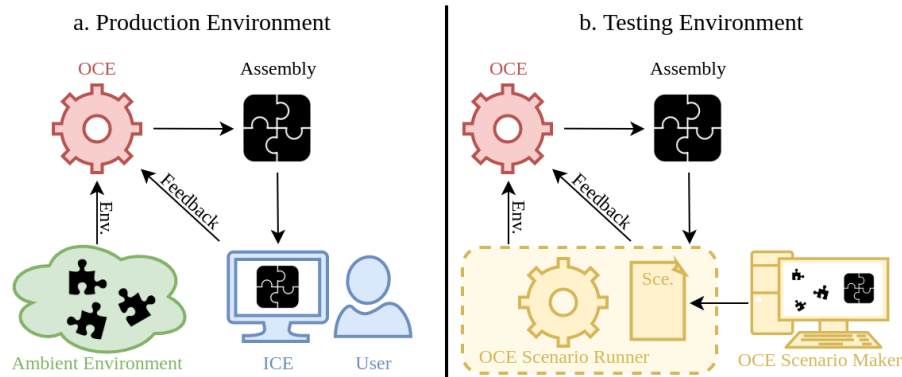 a. Production Environment
OCE
Assembly
Feedback
Env.
Ambient Environment
ICE
User
b. Testing Environment
OCE
Assembly
Feedback
Env.
Sce.
OCE Scenario Runner
OCE Scenario Maker